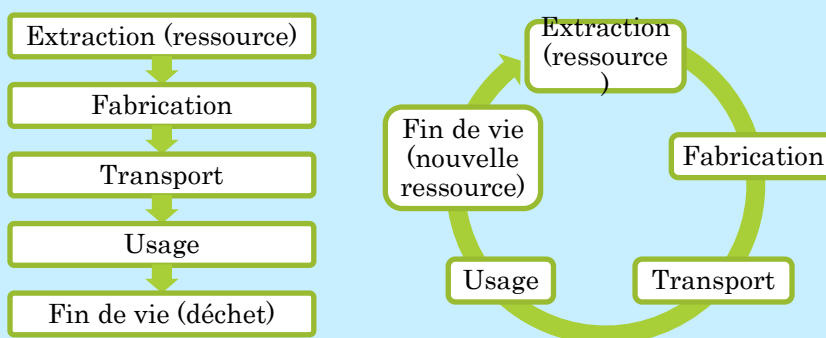 Extraction (ressource)
Fabrication
Transport
Usage
Fin de vie (déchet)
Extraction
(ressource
)
Fabrication
Transport
Usage
Fin de vie
(nouvelle
ressource)